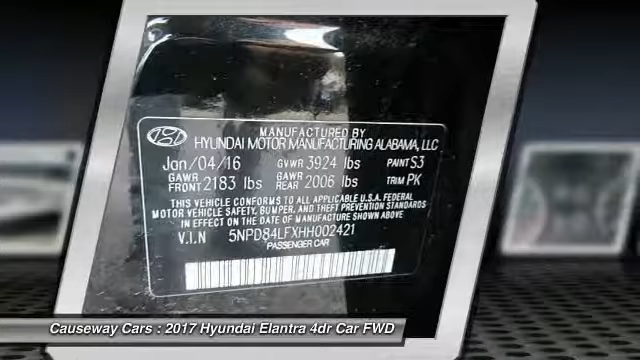 MANUFACTURED BY
HYUNDAI MOTOR MANUFACTURING ALABAMA, LLC
Jan/04/16 GVWR 3924 lbs PAINT S3
GAWR FRONT 2183 lbs GAWR REAR 2006 lbs TRIM PK
THIS VEHICLE CONFORMS TO ALL APPLICABLE U.S.A. FEDERAL
MOTOR VEHICLE SAFETY, BUMPER, AND THEFT PREVENTION STANDARDS
IN EFFECT ON THE DATE OF MANUFACTURE SHOWN ABOVE.
V.I.N 5NPD84LFXHH002421
PASSENGER CAR
Causeway Cars : 2017 Hyundai Elantra 4dr Car FWD